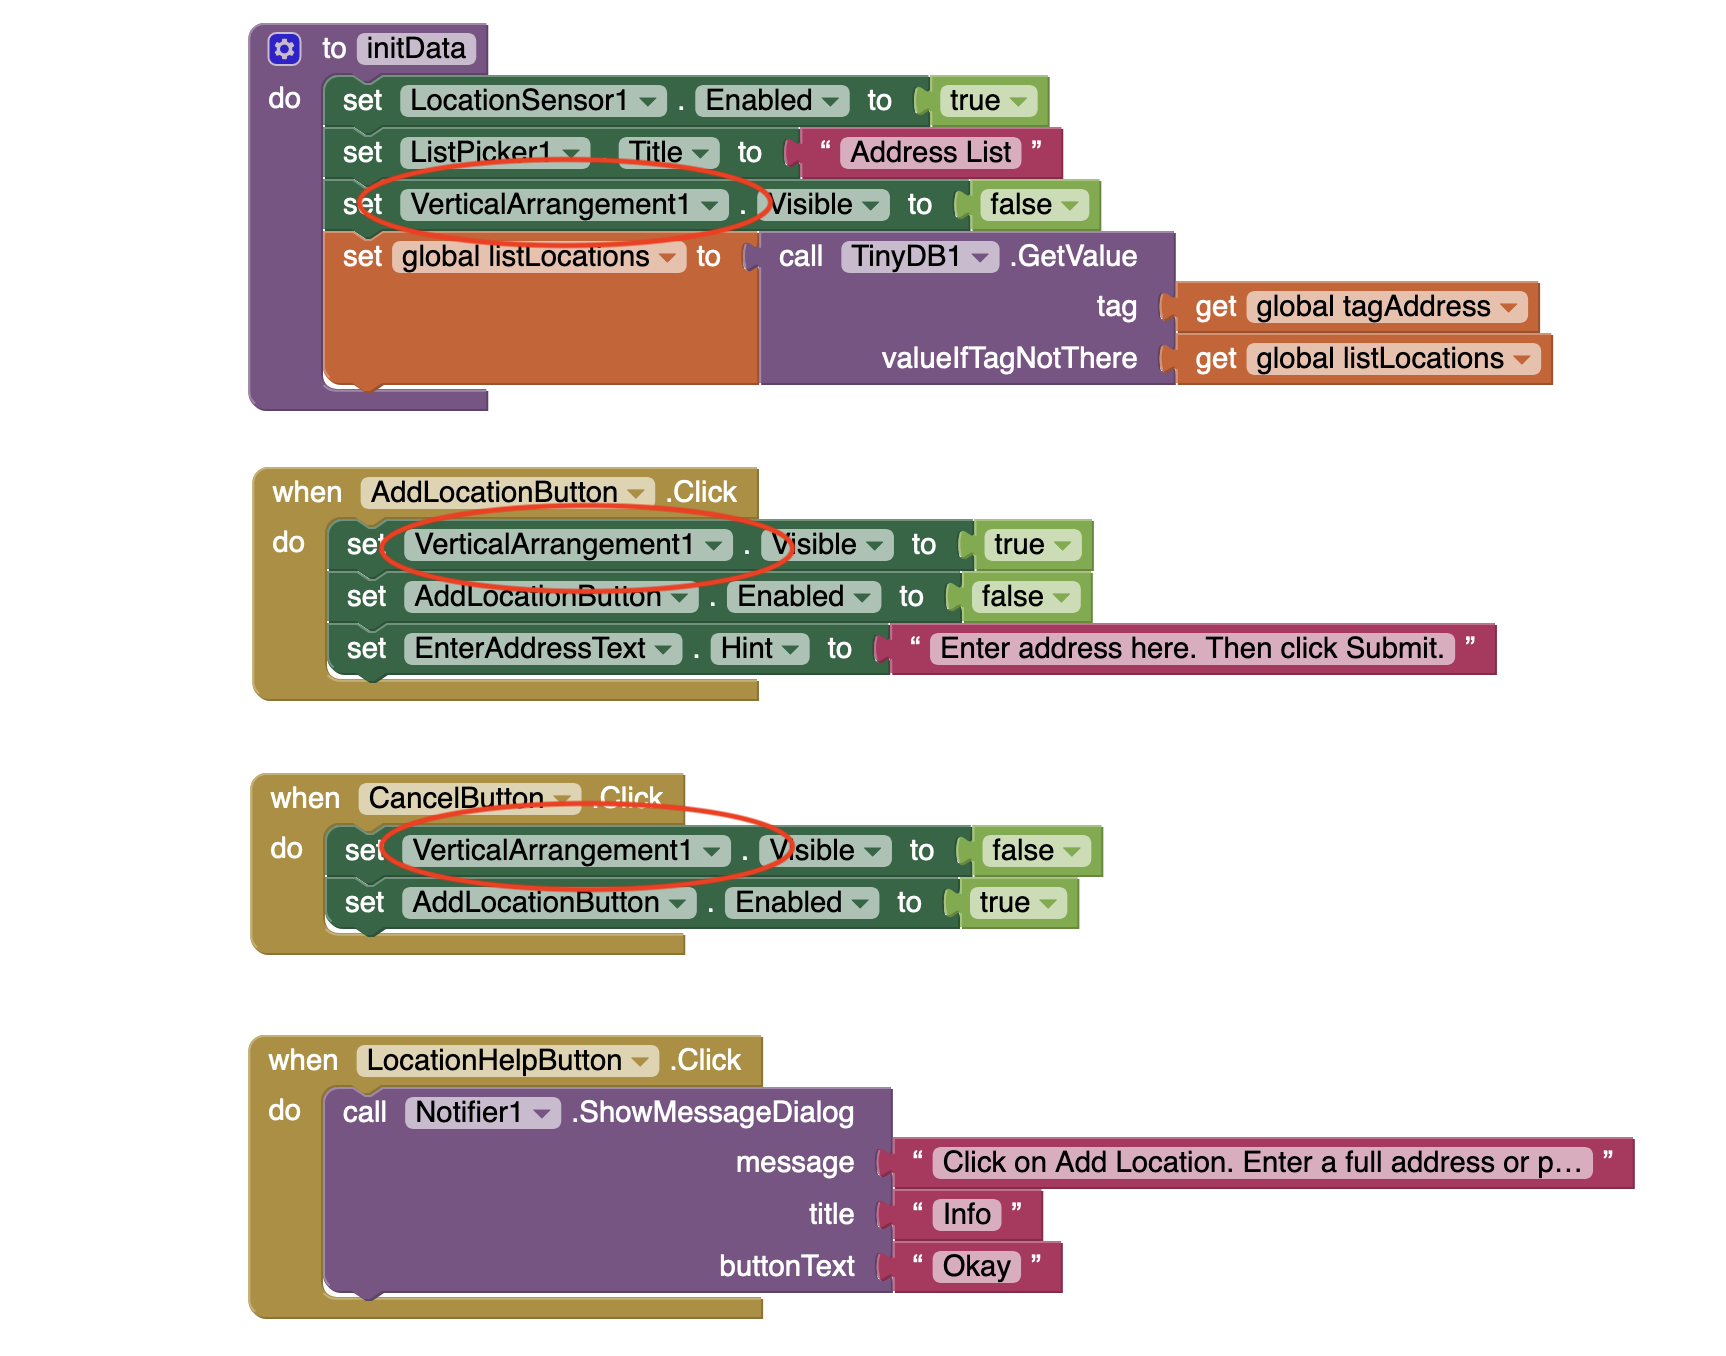 to initData
do set LocationSensor1 . Enabled to true
set ListPicker1 . Title to “ Address List ”
set VerticalArrangement1 . Visible to false
set global listLocations to call TinyDB1 .GetValue
tag get global tagAddress
valueIfTagNotThere get global listLocations
when AddLocationButton .Click
do set VerticalArrangement1 . Visible to true
set AddLocationButton . Enabled to false
set EnterAddressText . Hint to “ Enter address here. Then click Submit. ”
when CancelButton .Click
do set VerticalArrangement1 . Visible to false
set AddLocationButton . Enabled to true
when LocationHelpButton .Click
do call Notifier1 .ShowMessageDialog
message “ Click on Add Location. Enter a full address or p... ”
title “ Info ”
buttonText “ Okay ”